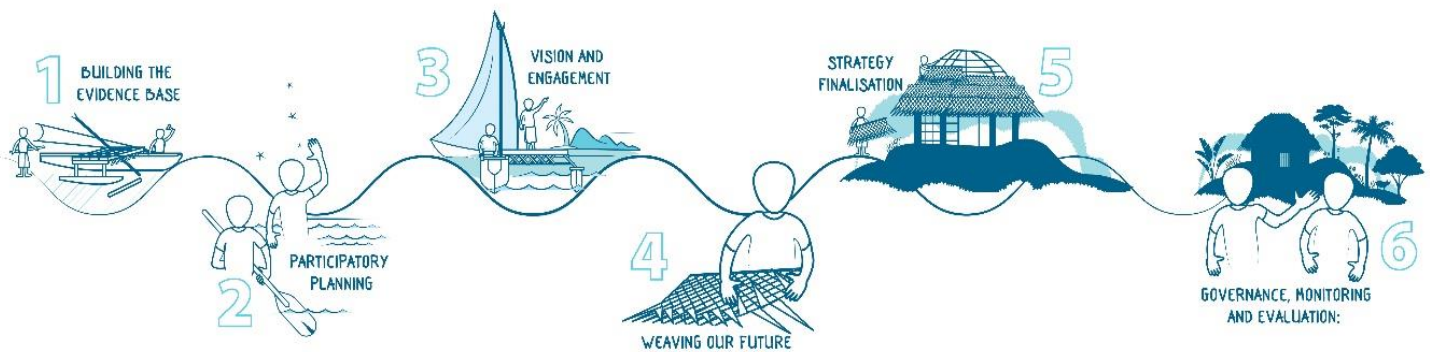 1
BUILDING THE
EVIDENCE BASE
2
PARTICIPATORY
PLANNING
3
VISION AND
ENGAGEMENT
4
WEAVING OUR FUTURE
STRATEGY
FINALISATION
5
6
GOVERNANCE, MONITORING
AND EVALUATION: